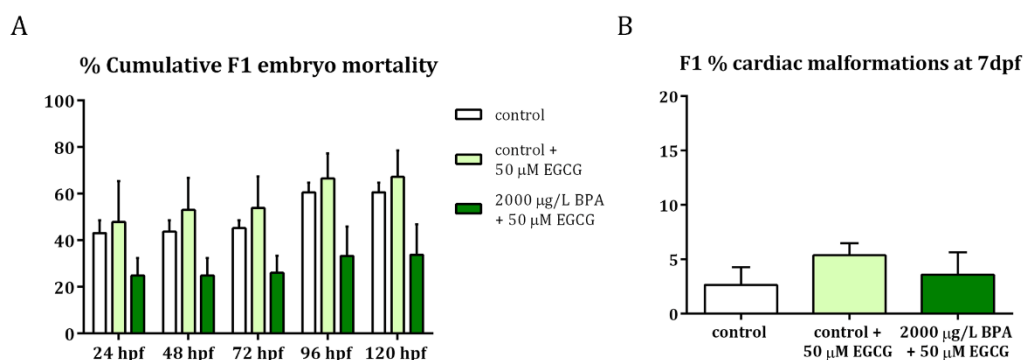 A
% Cumulative F1 embryo mortality
100
80
60
40
20
0
24 hpf 48 hpf 72 hpf 96 hpf 120 hpf
control
control +
50 μM EGCG
2000 μg/L BPA
+ 50 μM EGCG
B
F1 % cardiac malformations at 7dpf
20
15
10
5
0
control
control +
50 μM EGCG
2000 μg/L BPA
+ 50 μM EGCG